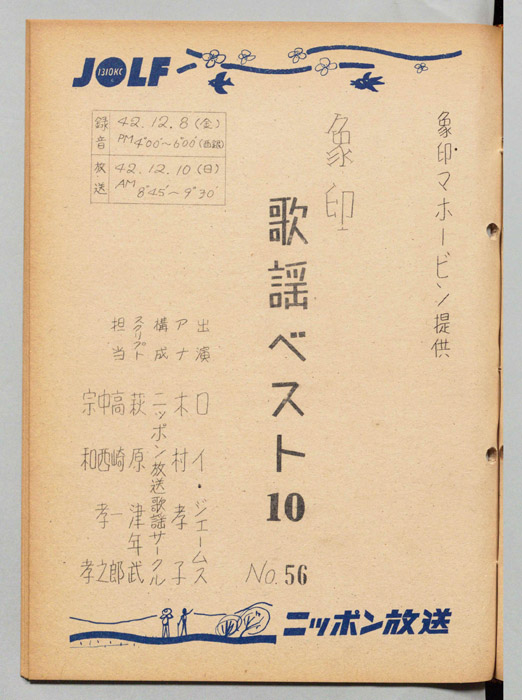 JOLF
1310KC
象印マホービン提供
録音 42.12.8(金)
PM 4°00'~6°00'(西銀)
放送 42.12.10(日)
AM 8°45'~9°30'
象印
歌謡ベスト10
No.56
出演 ロイ・ジェームス
アナ 木村孝子
構成 ニッポン放送歌謡サークル
スクリプト 萩原津年武
高崎一郎
担当 中西孝之
宗和孝
ニッポン放送